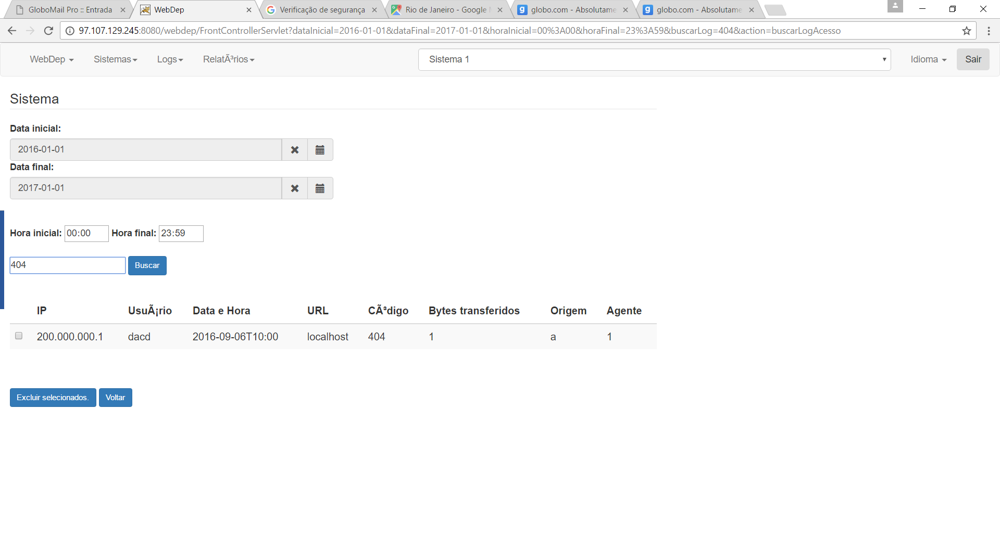 GloboMail Pro :: Entrada
WebDep
Verificação de segurança
Rio de Janeiro - Google
globo.com - Absolutame
globo.com - Absolutame
97.107.129.245:8080/webdep/FrontControllerServlet?dataInicial=2016-01-01&dataFinal=2017-01-01&horaInicial=00%3A00&horaFinal=23%3A59&buscarLog=404&action=buscarLogAcesso
WebDep Sistemas Logs RelatÃ³rios Sistema 1 Idioma Sair
Sistema
Data inicial:
2016-01-01
Data final:
2017-01-01
Hora inicial: 00:00 Hora final: 23:59
404 Buscar
IP UsuÃ¡rio Data e Hora URL CÃ³digo Bytes transferidos Origem Agente
200.000.000.1 dacd 2016-09-06T10:00 localhost 404 1 a 1
Excluir selecionados. Voltar